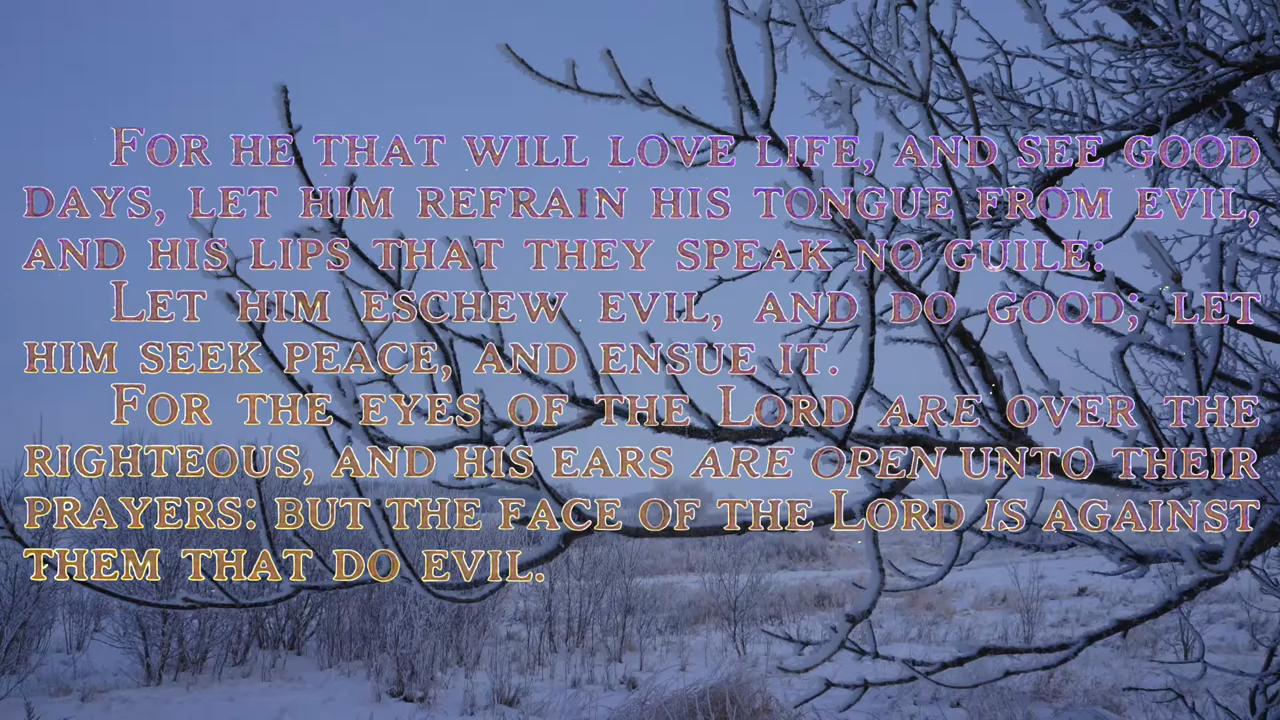 For he that will love life, and see good
days, let him refrain his tongue from evil,
and his lips that they speak no guile:
Let him eschew evil, and do good; let
him seek peace, and ensue it.
For the eyes of the Lord are over the
righteous, and his ears are open unto their
prayers: but the face of the Lord is against
them that do evil.